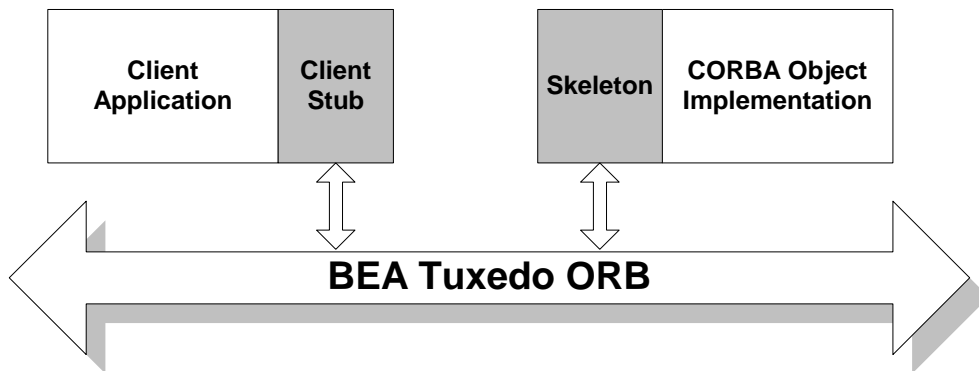 Client
Application
Client
Stub
Skeleton
CORBA Object
Implementation
BEA Tuxedo ORB